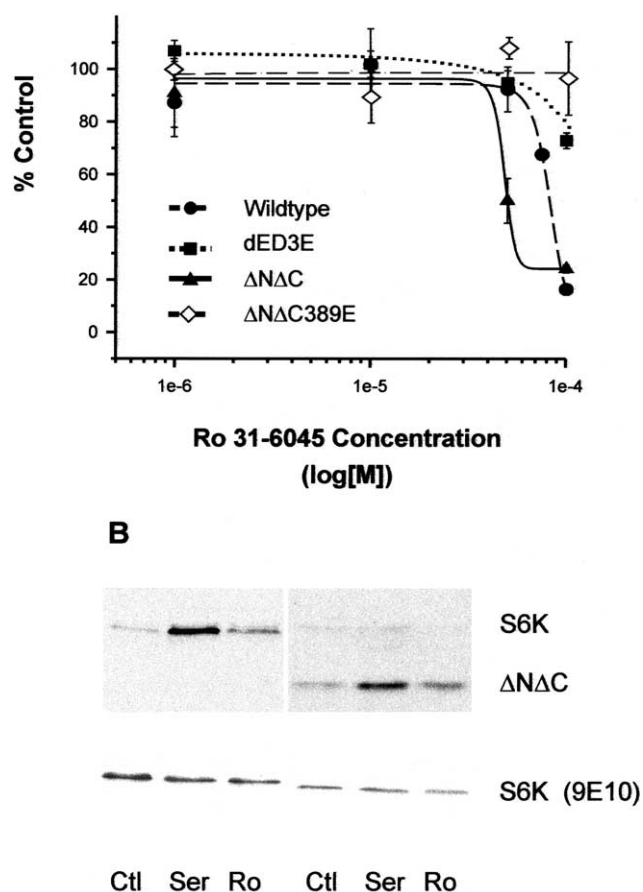 % Control
100
80
60
40
20
0
Wildtype
dED3E
ΔNΔC
ΔNΔC389E
1e-6 1e-5 1e-4
Ro 31-6045 Concentration
(log[M])
B
S6K
ΔNΔC
S6K (9E10)
Ctl Ser Ro Ctl Ser Ro